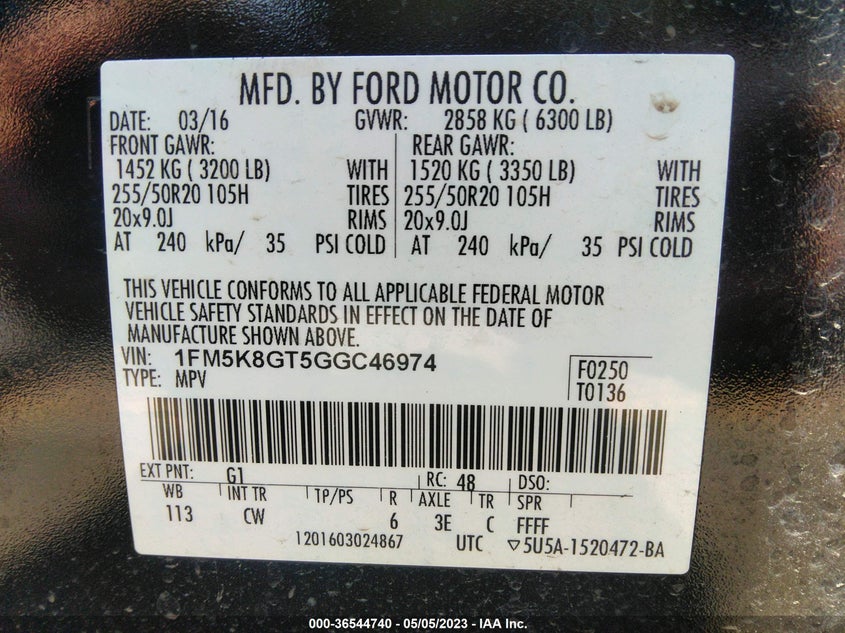 MFD. BY FORD MOTOR CO.
DATE: 03/16 GVWR: 2858 KG ( 6300 LB)
FRONT GAWR: REAR GAWR:
1452 KG ( 3200 LB) WITH 1520 KG ( 3350 LB) WITH
255/50R20 105H TIRES 255/50R20 105H TIRES
20x9.0J RIMS 20x9.0J RIMS
AT 240 kPa/ 35 PSI COLD AT 240 kPa/ 35 PSI COLD
THIS VEHICLE CONFORMS TO ALL APPLICABLE FEDERAL MOTOR
VEHICLE SAFETY STANDARDS IN EFFECT ON THE DATE OF
MANUFACTURE SHOWN ABOVE.
VIN: 1FM5K8GT5GGC46974 F0250
TYPE: MPV T0136
EXT PNT: G1 RC: 48 DSO:
WB INT TR TP/PS R AXLE TR SPR
113 CW 6 3E C FFFF
1201603024867 UTC ▽5U5A-1520472-BA
000-36544740 - 05/05/2023 - IAA Inc.